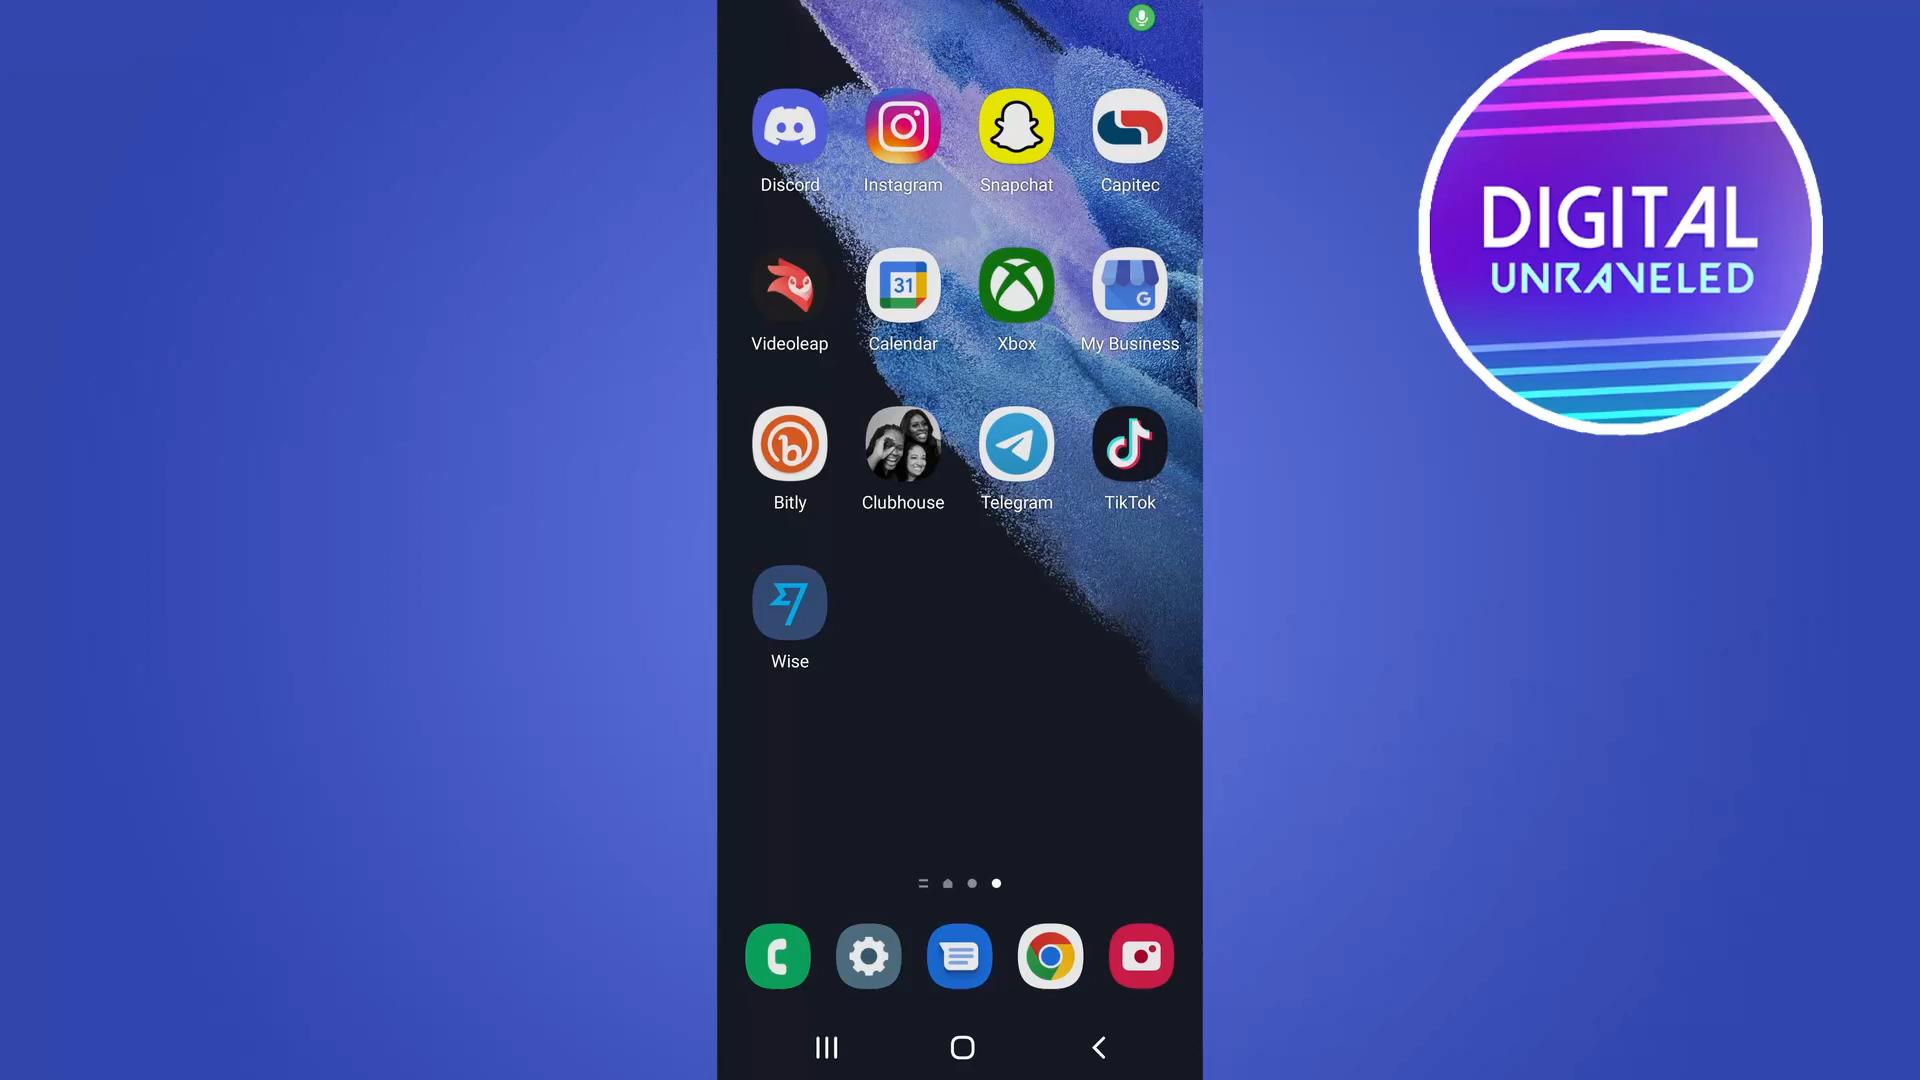 DIGITAL
UNRAVELED
Discord Instagram Snapchat Capitec
31 G
Videoleap Calendar Xbox My Business
b
Bitly Clubhouse Telegram TikTok
Wise